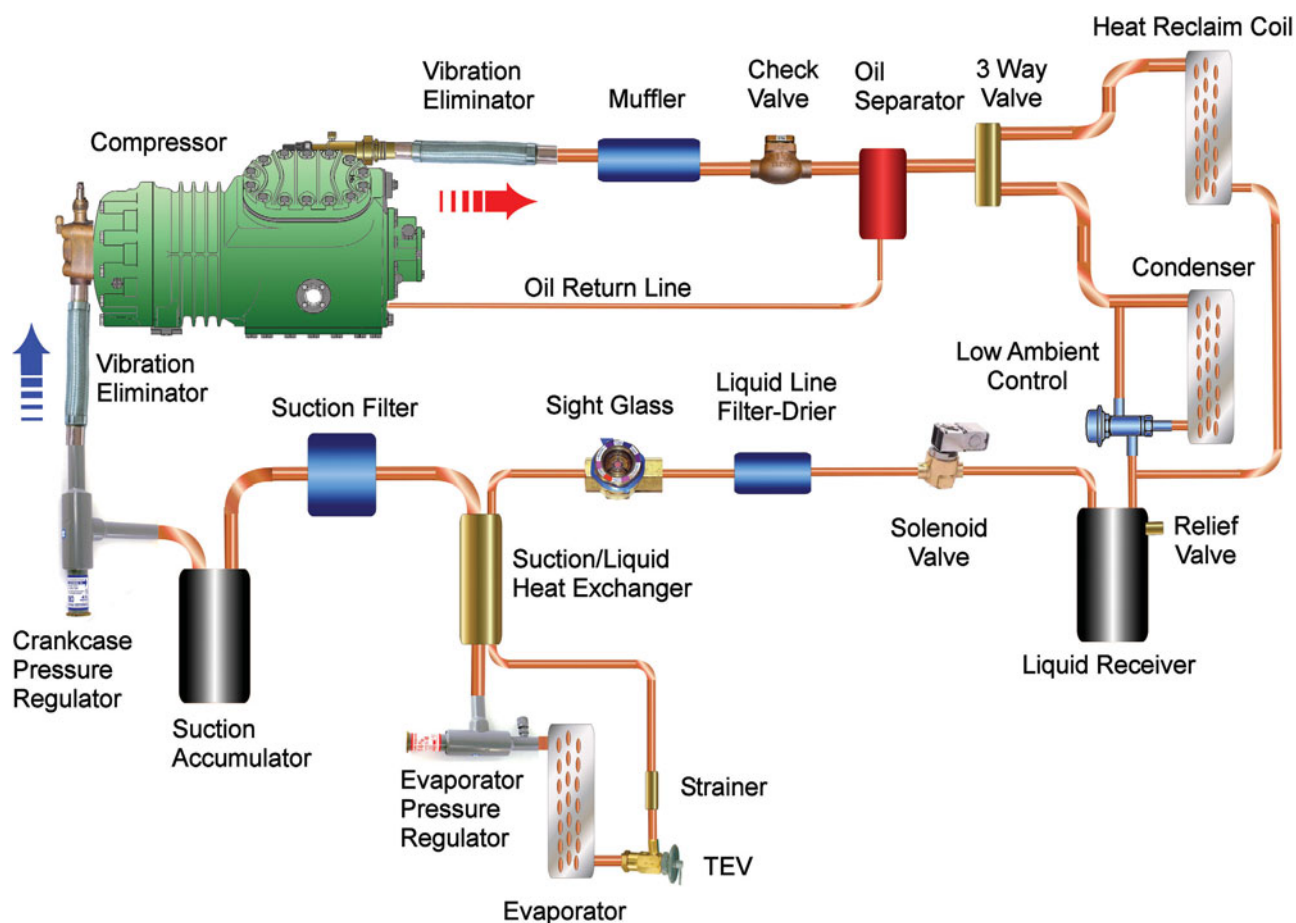 Heat Reclaim Coil
Vibration
Eliminator
Muffler
Check
Valve
Oil
Separator
3 Way
Valve
Compressor
Condenser
Oil Return Line
Vibration
Eliminator
Low Ambient
Control
Suction Filter
Sight Glass
Liquid Line
Filter-Drier
Solenoid
Valve
Relief
Valve
Suction/Liquid
Heat Exchanger
Crankcase
Pressure
Regulator
Liquid Receiver
Suction
Accumulator
Evaporator
Pressure
Regulator
Strainer
TEV
Evaporator